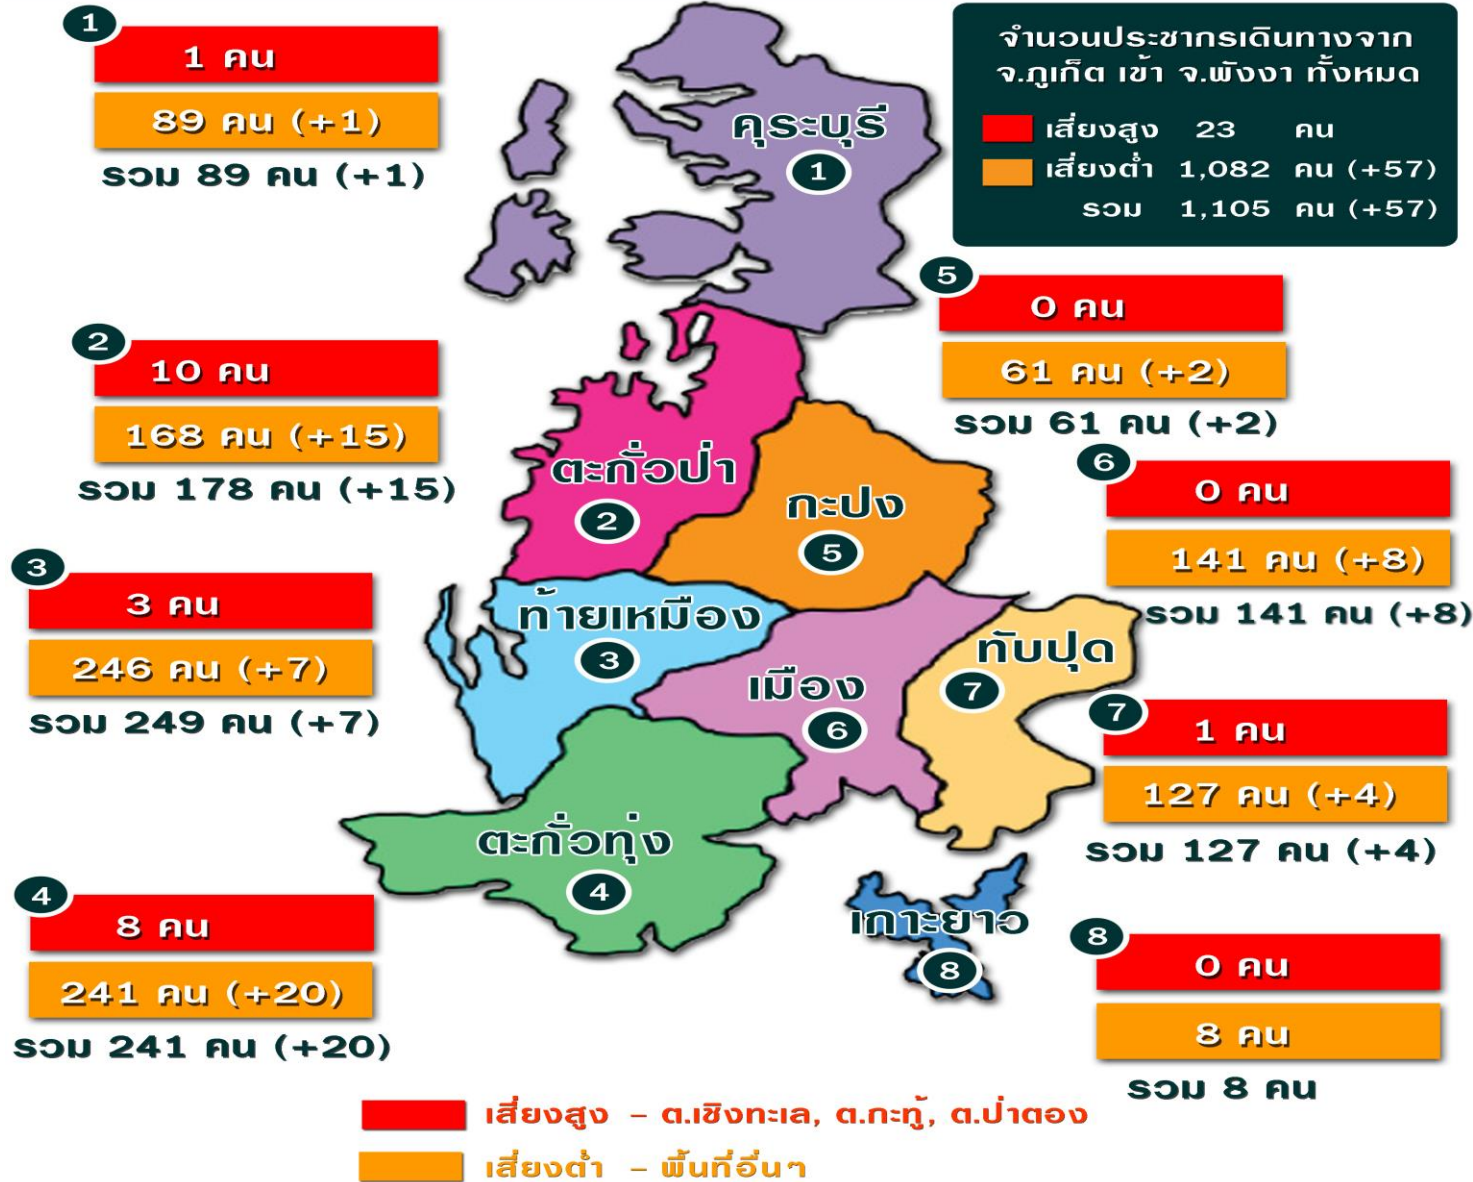 1
1 คน
89 คน (+1)
รวม 89 คน (+1)
จำนวนประชากรเดินทางจาก
จ.ภูเก็ต เข้า จ.พังงา ทั้งหมด
เสี่ยงสูง 23 คน
เสี่ยงต่ำ 1,082 คน (+57)
รวม 1,105 คน (+57)
คุระบุรี
1
5
0 คน
61 คน (+2)
รวม 61 คน (+2)
2
10 คน
168 คน (+15)
รวม 178 คน (+15)
ตะกั่วป่า
2
กะปง
5
6
0 คน
141 คน (+8)
รวม 141 คน (+8)
3
3 คน
246 คน (+7)
รวม 249 คน (+7)
ท้ายเหมือง
3
เมือง
6
ทับปุด
7
7
1 คน
127 คน (+4)
รวม 127 คน (+4)
ตะกั่วทุ่ง
4
4
8 คน
241 คน (+20)
รวม 241 คน (+20)
เกาะยาว
8
8
0 คน
8 คน
รวม 8 คน
เสี่ยงสูง – ต.เชิงทะเล, ต.กะทู้, ต.ป่าตอง
เสี่ยงต่ำ – พื้นที่อื่นๆ